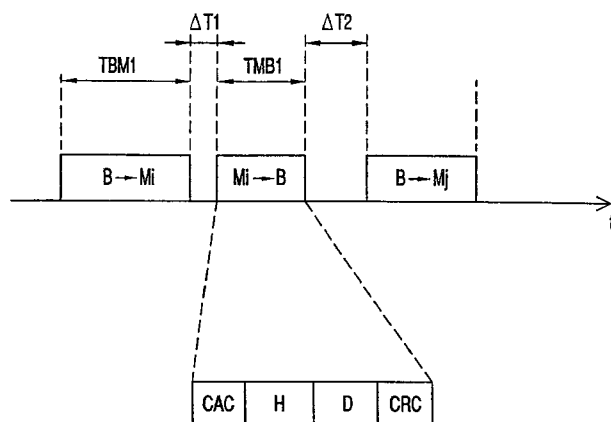 ΔT1 ΔT2
TBM1 TMB1
B→Mi Mi→B B→Mj
t
CAC H D CRC